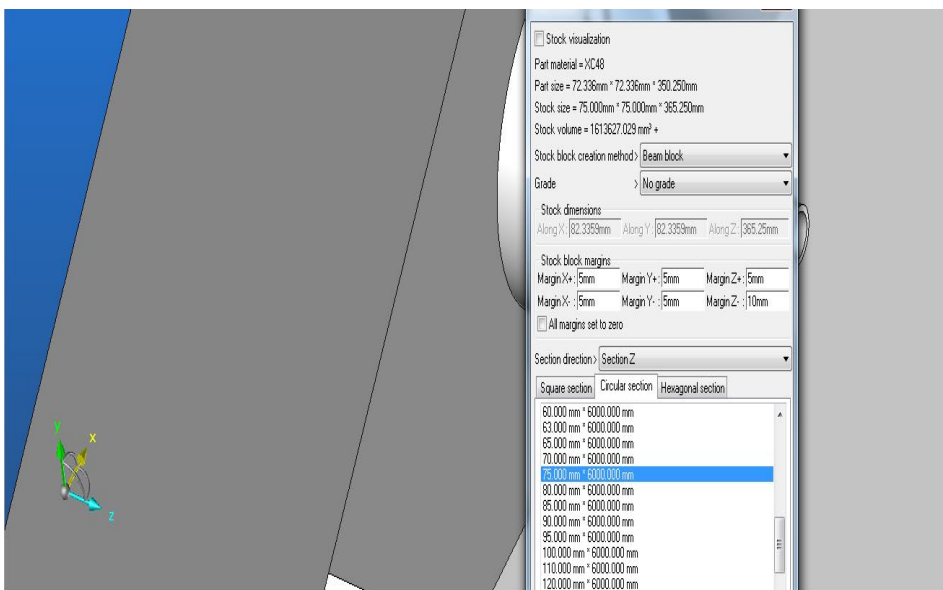 Stock visualization
Part material = XC48
Part size = 72.336mm * 72.336mm * 350.250mm
Stock size = 75.000mm * 75.000mm * 365.250mm
Stock volume = 1613627.029 mm³ +
Stock block creation method > Beam block
Grade > No grade
Stock dimensions
Along X : 82.3359mm Along Y : 82.3359mm Along Z : 365.25mm
Stock block margins
Margin X+ : 5mm Margin Y+ : 5mm Margin Z+ : 5mm
Margin X- : 5mm Margin Y- : 5mm Margin Z- : 10mm
All margins set to zero
Section direction > Section Z
Square section Circular section Hexagonal section
60.000 mm * 6000.000 mm
63.000 mm * 6000.000 mm
65.000 mm * 6000.000 mm
70.000 mm * 6000.000 mm
75.000 mm * 6000.000 mm
80.000 mm * 6000.000 mm
85.000 mm * 6000.000 mm
90.000 mm * 6000.000 mm
95.000 mm * 6000.000 mm
100.000 mm * 6000.000 mm
110.000 mm * 6000.000 mm
120.000 mm * 6000.000 mm
y
x
z